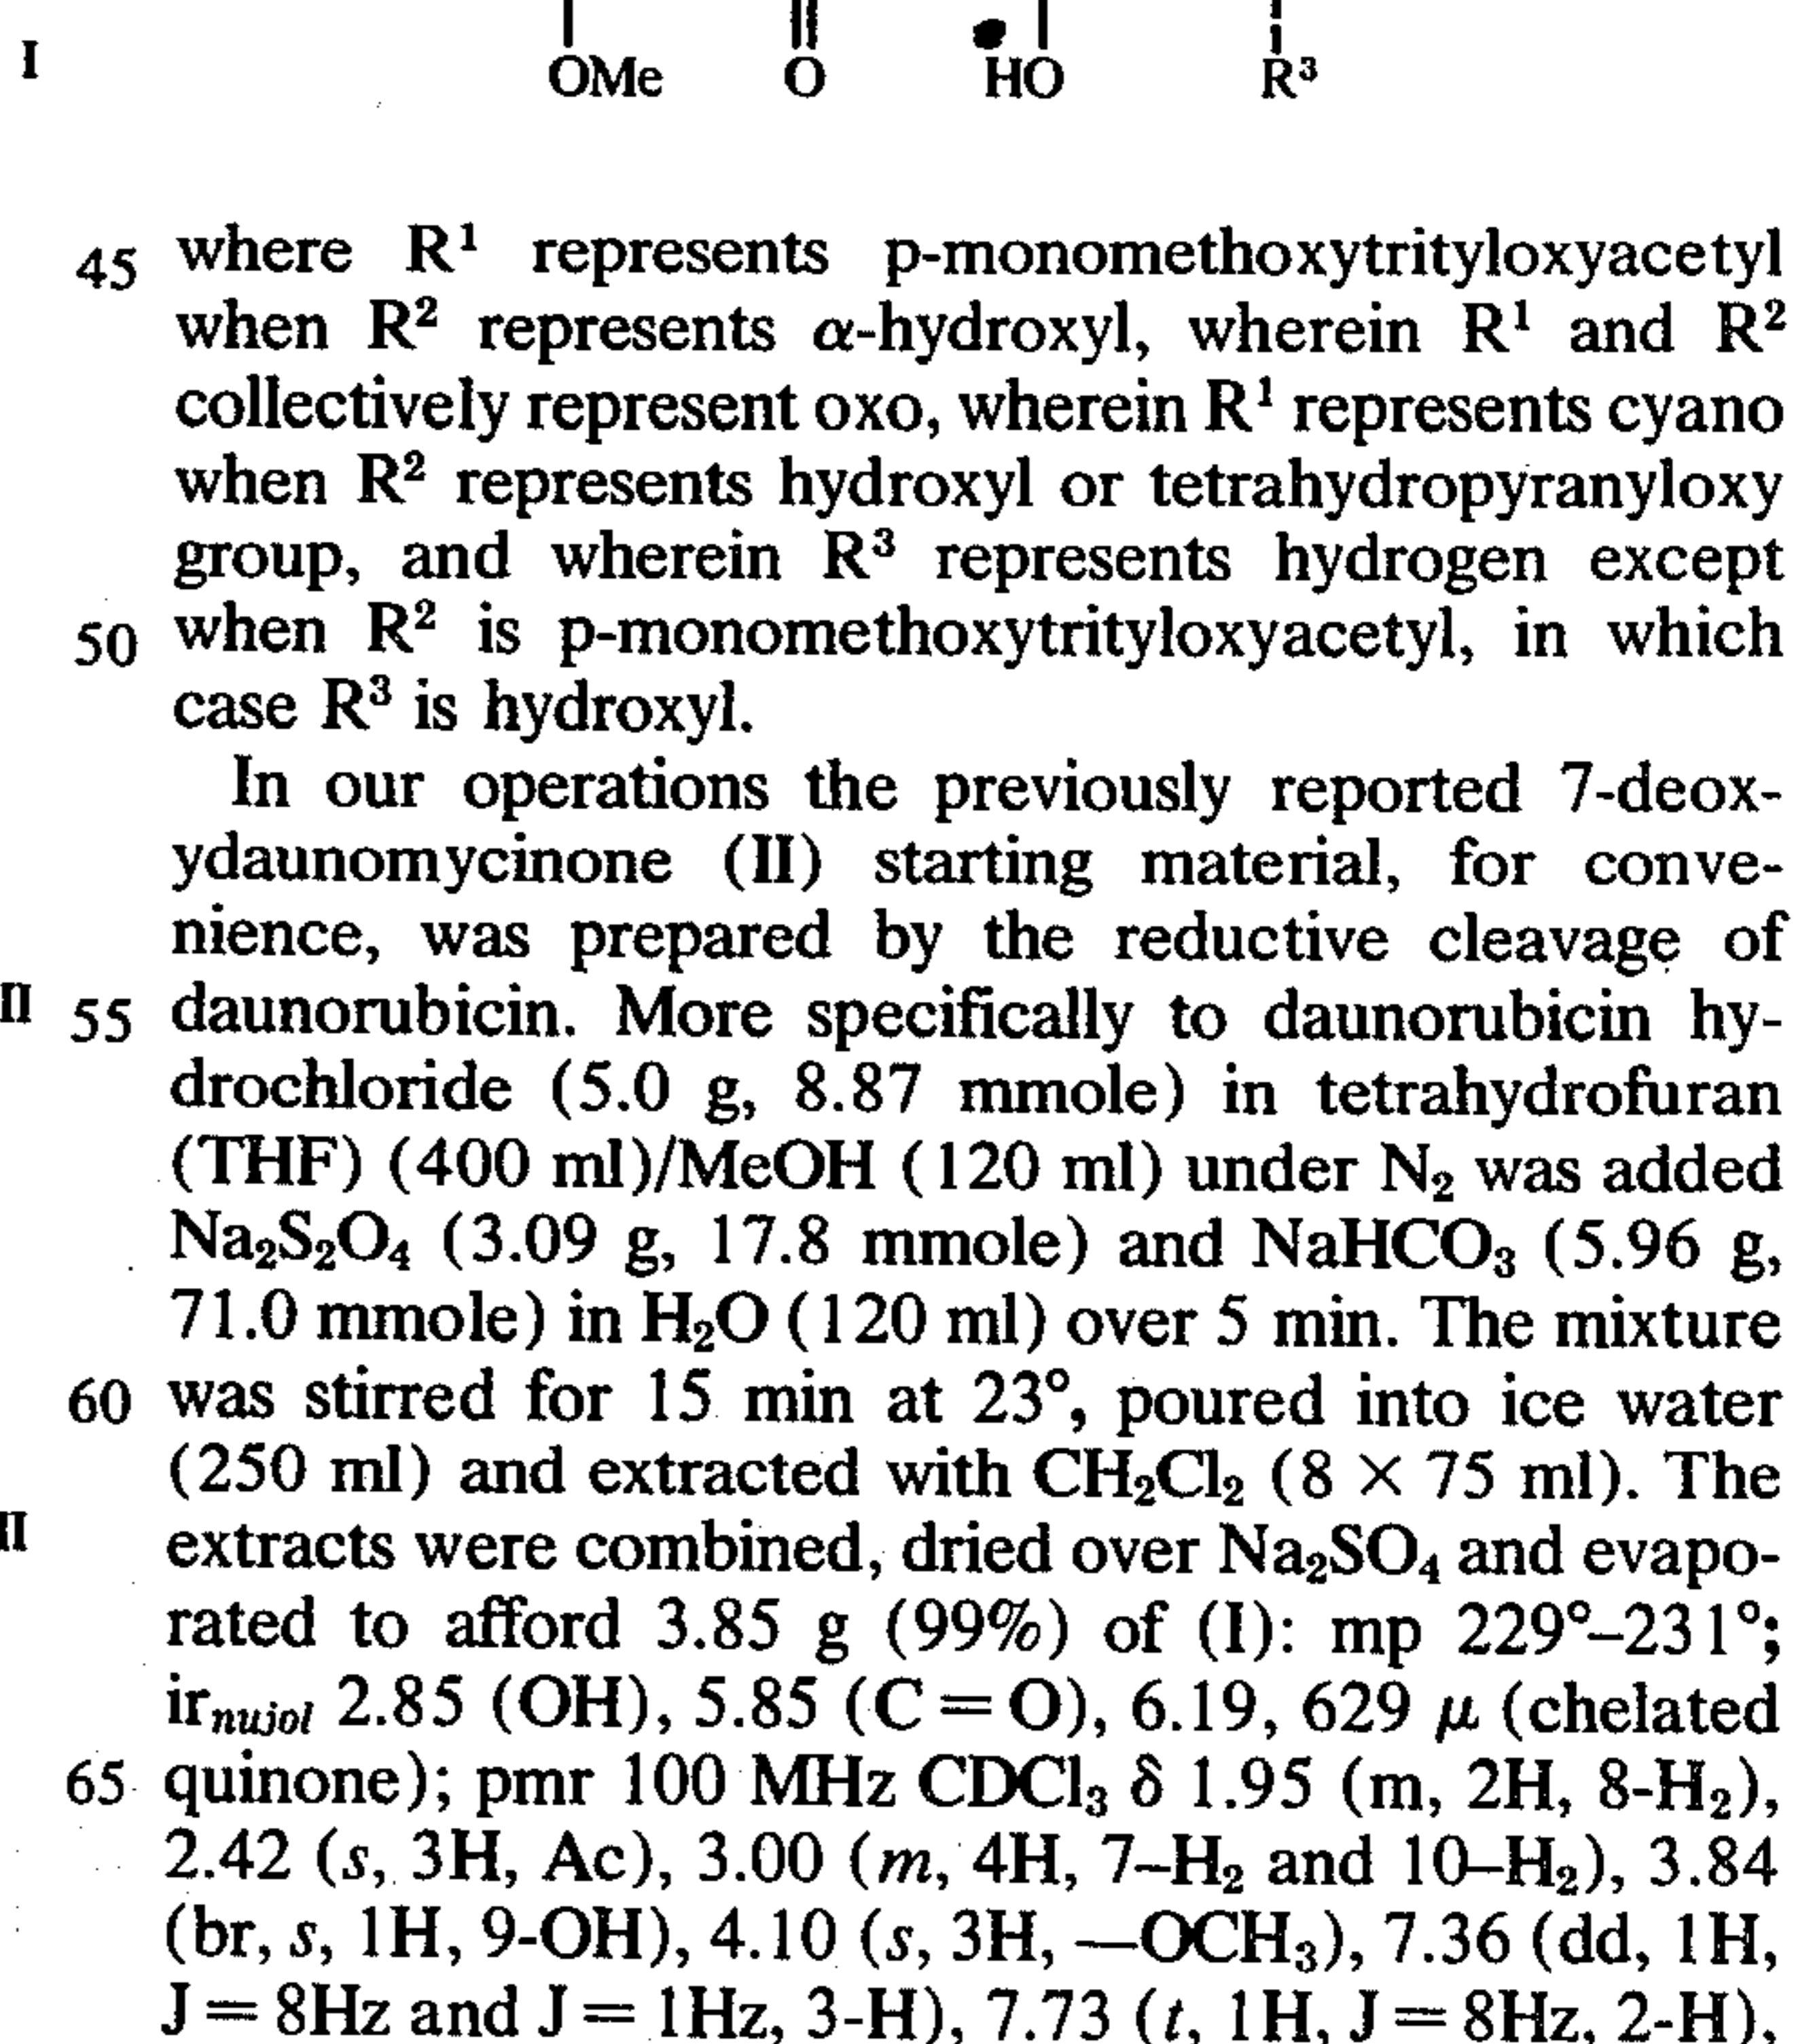 I OMe O HO R³
45 where R¹ represents p-monomethoxytrityloxyacetyl
when R² represents α-hydroxyl, wherein R¹ and R²
collectively represent oxo, wherein R¹ represents cyano
when R² represents hydroxyl or tetrahydropyranyloxy
group, and wherein R³ represents hydrogen except
50 when R² is p-monomethoxytrityloxyacetyl, in which
case R³ is hydroxyl.
In our operations the previously reported 7-deox-
ydaunomycinone (II) starting material, for conve-
nience, was prepared by the reductive cleavage of
II 55 daunorubicin. More specifically to daunorubicin hy-
drochloride (5.0 g, 8.87 mmole) in tetrahydrofuran
(THF) (400 ml)/MeOH (120 ml) under N₂ was added
Na₂S₂O₄ (3.09 g, 17.8 mmole) and NaHCO₃ (5.96 g,
71.0 mmole) in H₂O (120 ml) over 5 min. The mixture
60 was stirred for 15 min at 23°, poured into ice water
(250 ml) and extracted with CH₂Cl₂ (8 × 75 ml). The
II extracts were combined, dried over Na₂SO₄ and evapo-
rated to afford 3.85 g (99%) of (I): mp 229°–231°;
ir nujol 2.85 (OH), 5.85 (C=O), 6.19, 629 μ (chelated
65 quinone); pmr 100 MHz CDCl₃ δ 1.95 (m, 2H, 8-H₂),
2.42 (s, 3H, Ac), 3.00 (m, 4H, 7–H₂ and 10–H₂), 3.84
(br, s, 1H, 9-OH), 4.10 (s, 3H, —OCH₃), 7.36 (dd, 1H,
J=8Hz and J=1Hz, 3-H), 7.73 (t, 1H, J=8Hz, 2-H),